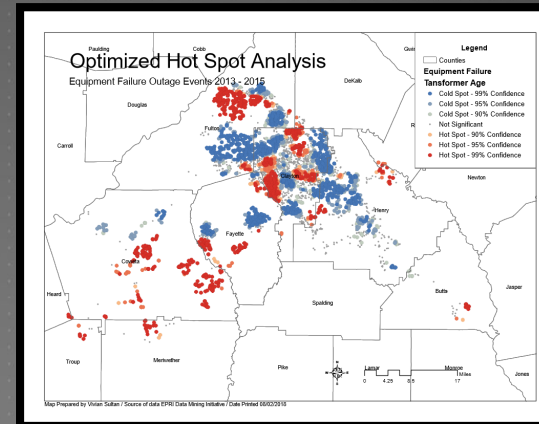 Optimized Hot Spot Analysis
Equipment Failure Outage Events 2013 - 2015
Paulding
Cobb
DeKalb
Douglas
Fulton
Carroll
Newton
Clayton
Henry
Fayette
Coweta
Heard
Butts
Jasper
Spalding
Troup
Meriwether
Pike
Lamar
Monroe
Jones
Legend
Counties
Equipment Failure
Tansformer Age
Cold Spot - 99% Confidence
Cold Spot - 95% Confidence
Cold Spot - 90% Confidence
Hot Significant
Hot Spot - 90% Confidence
Hot Spot - 95% Confidence
Hot Spot - 99% Confidence
0 4.25 8.5 17
Miles
Map Prepared by Vivian Sultan / Source of data EPRI Data Mining Initiative / Date Printed 08/02/2018